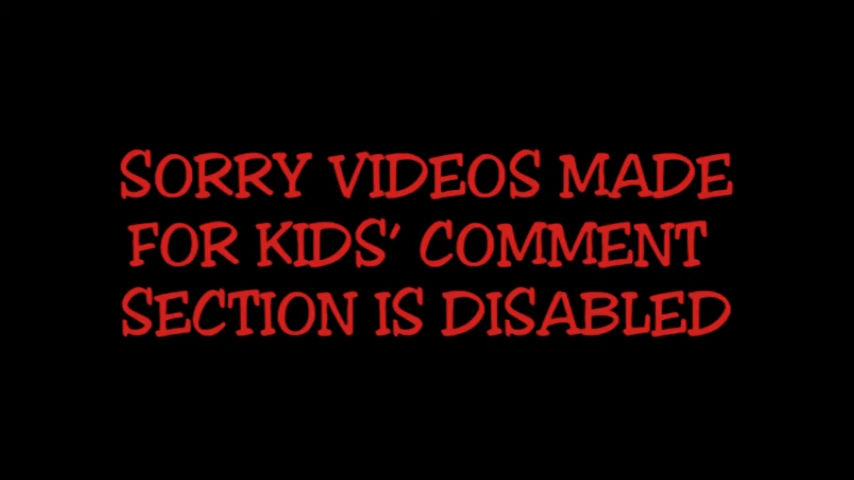 SORRY VIDEOS MADE
FOR KIDS' COMMENT
SECTION IS DISABLED